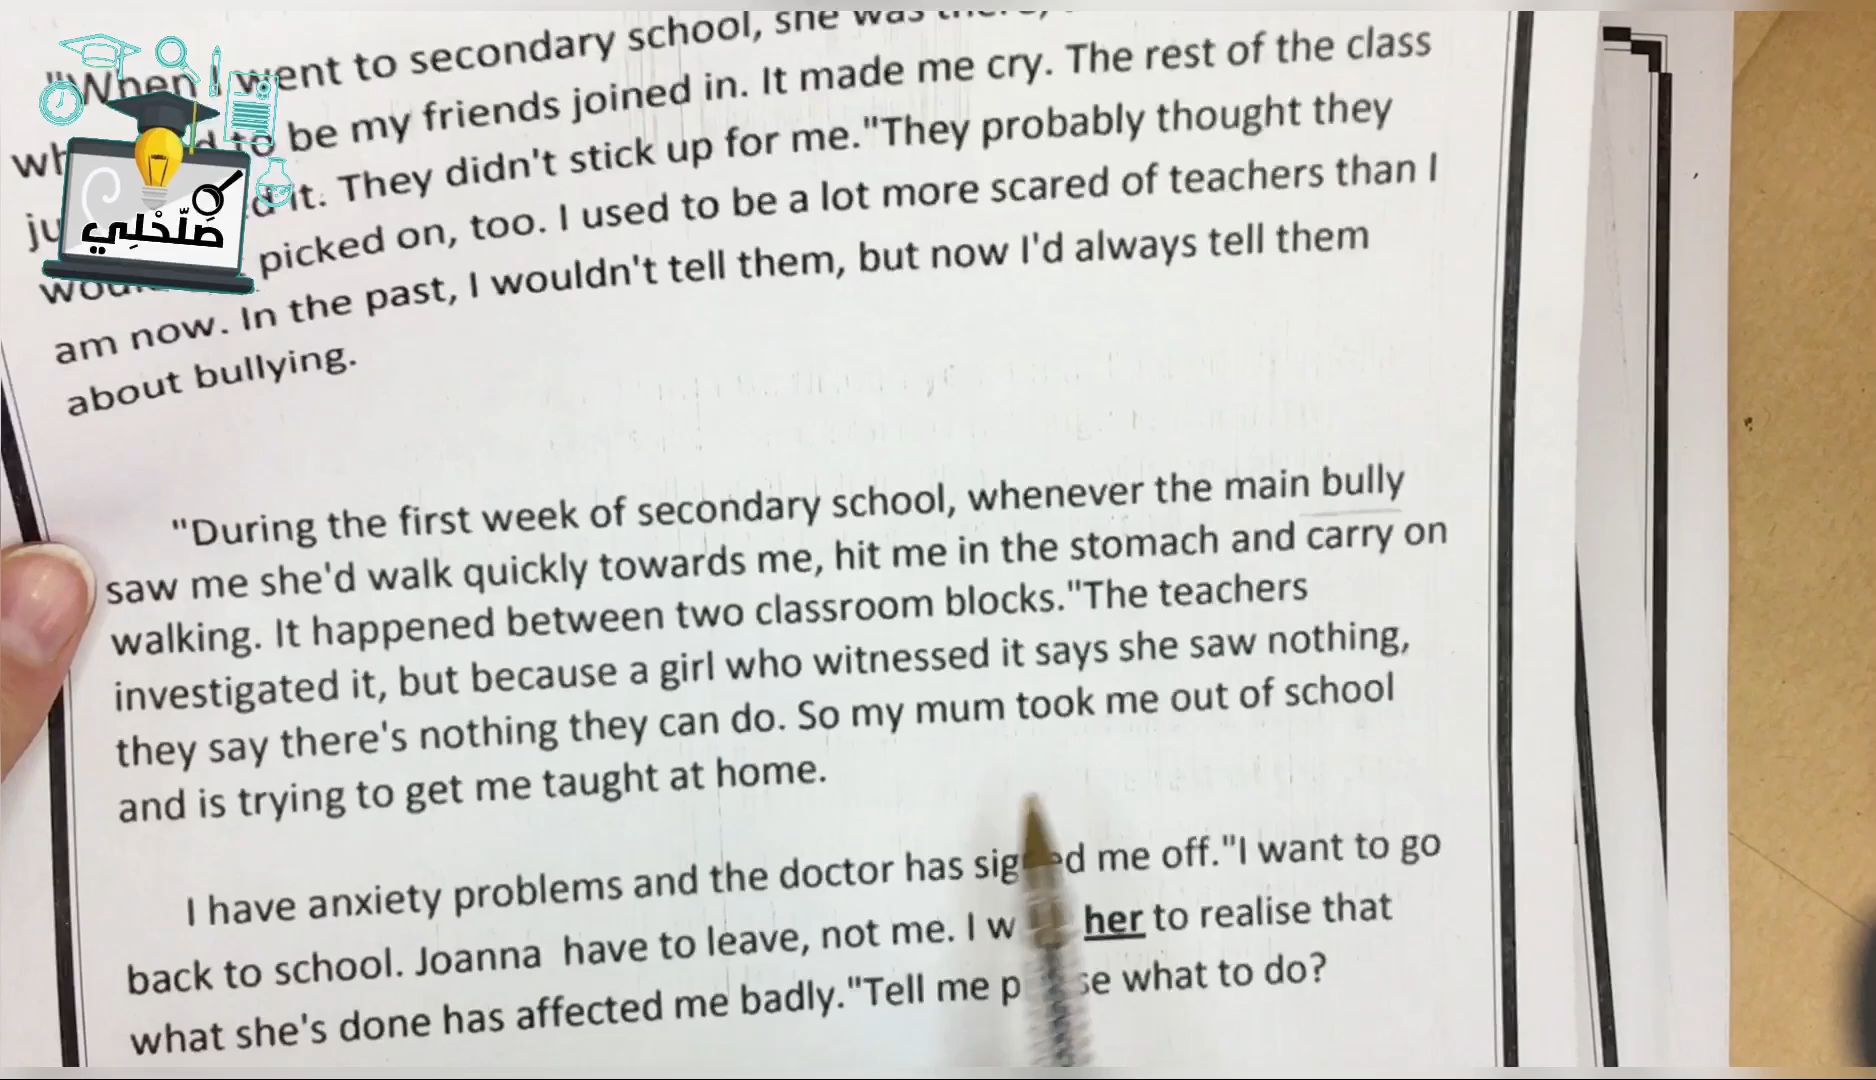 "When I went to secondary school, she was there,
to be my friends joined in. It made me cry. The rest of the class
it. They didn't stick up for me."They probably thought they
picked on, too. I used to be a lot more scared of teachers than I
am now. In the past, I wouldn't tell them, but now I'd always tell them
about bullying.
"During the first week of secondary school, whenever the main bully
saw me she'd walk quickly towards me, hit me in the stomach and carry on
walking. It happened between two classroom blocks."The teachers
investigated it, but because a girl who witnessed it says she saw nothing,
they say there's nothing they can do. So my mum took me out of school
and is trying to get me taught at home.
I have anxiety problems and the doctor has signed me off."I want to go
back to school. Joanna have to leave, not me. I her to realise that
what she's done has affected me badly."Tell me what to do?
صَلِّحْلِي